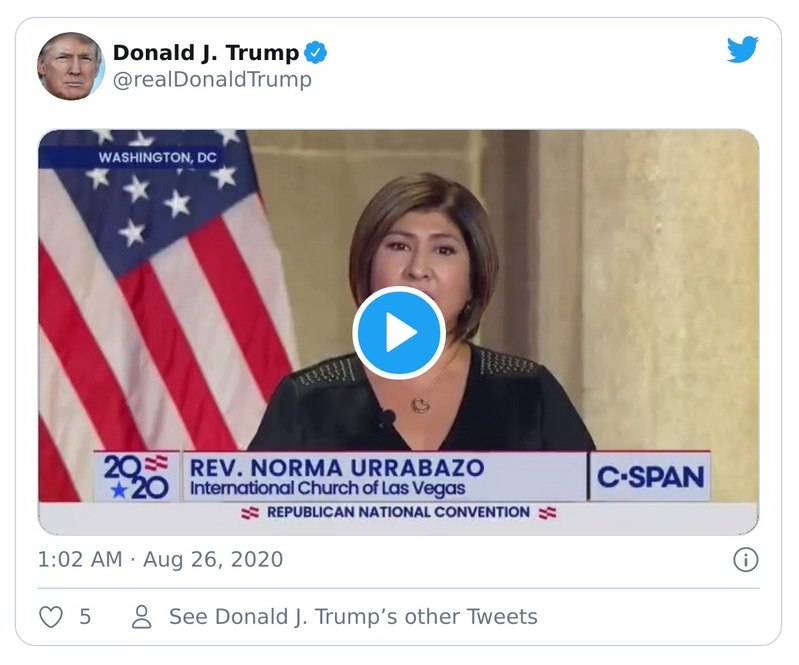 Donald J. Trump
@realDonaldTrump
WASHINGTON, DC
2020
REV. NORMA URRABAZO
International Church of Las Vegas
C-SPAN
REPUBLICAN NATIONAL CONVENTION
1:02 AM · Aug 26, 2020
5
See Donald J. Trump’s other Tweets